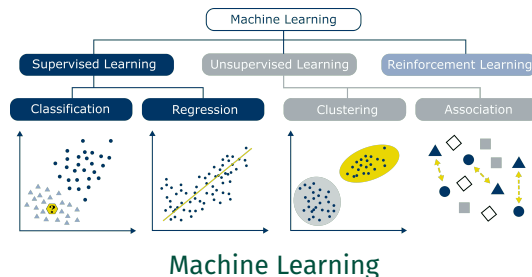 Machine Learning
Supervised Learning
Unsupervised Learning
Reinforcement Learning
Classification
Regression
Clustering
Association
?
Machine Learning